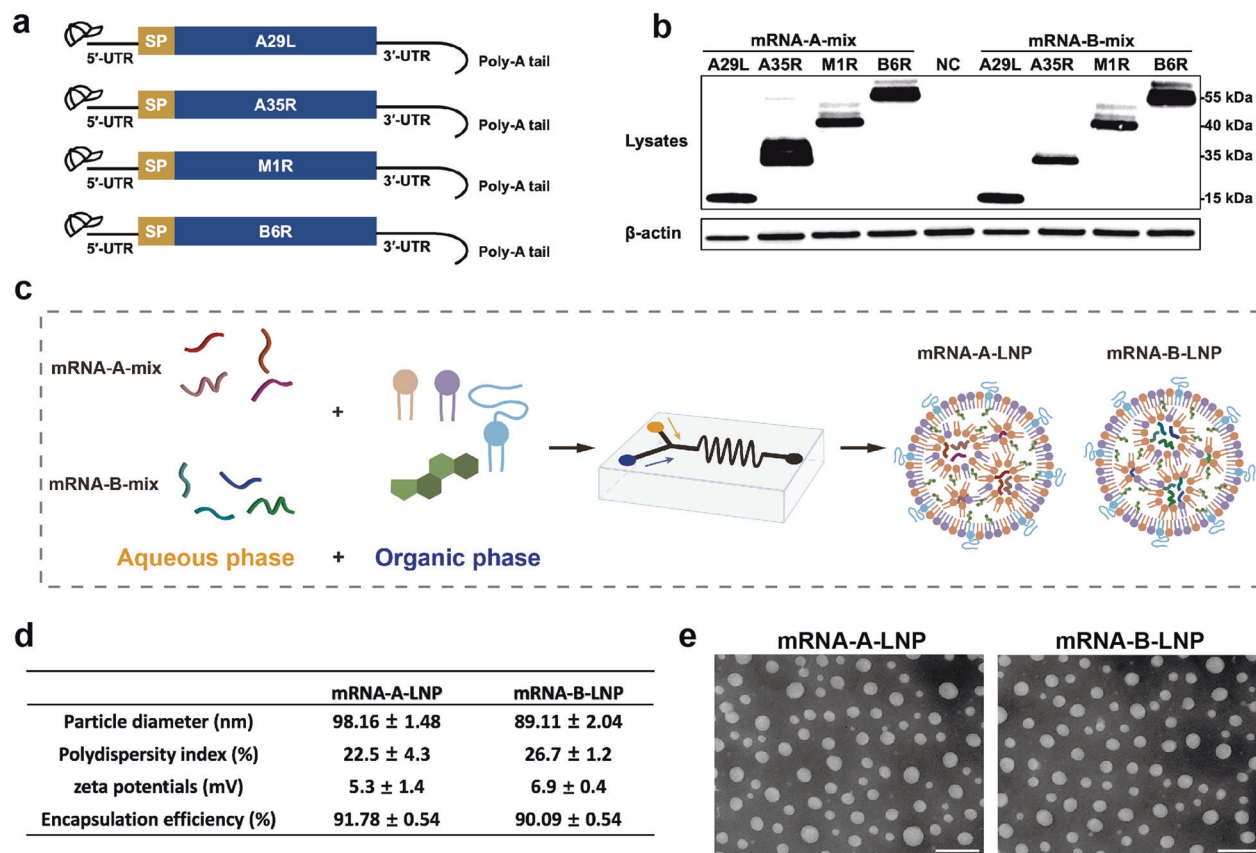 a
SP A29L
5′-UTR 3′-UTR Poly-A tail
SP A35R
5′-UTR 3′-UTR Poly-A tail
SP M1R
5′-UTR 3′-UTR Poly-A tail
SP B6R
5′-UTR 3′-UTR Poly-A tail
b
mRNA-A-mix mRNA-B-mix
A29L A35R M1R B6R NC A29L A35R M1R B6R
Lysates
-55 kDa
-40 kDa
-35 kDa
-15 kDa
β-actin
c
mRNA-A-mix
+
mRNA-B-mix
Aqueous phase + Organic phase
mRNA-A-LNP mRNA-B-LNP
d
mRNA-A-LNP mRNA-B-LNP
Particle diameter (nm) 98.16 ± 1.48 89.11 ± 2.04
Polydispersity index (%) 22.5 ± 4.3 26.7 ± 1.2
zeta potentials (mV) 5.3 ± 1.4 6.9 ± 0.4
Encapsulation efficiency (%) 91.78 ± 0.54 90.09 ± 0.54
e
mRNA-A-LNP mRNA-B-LNP